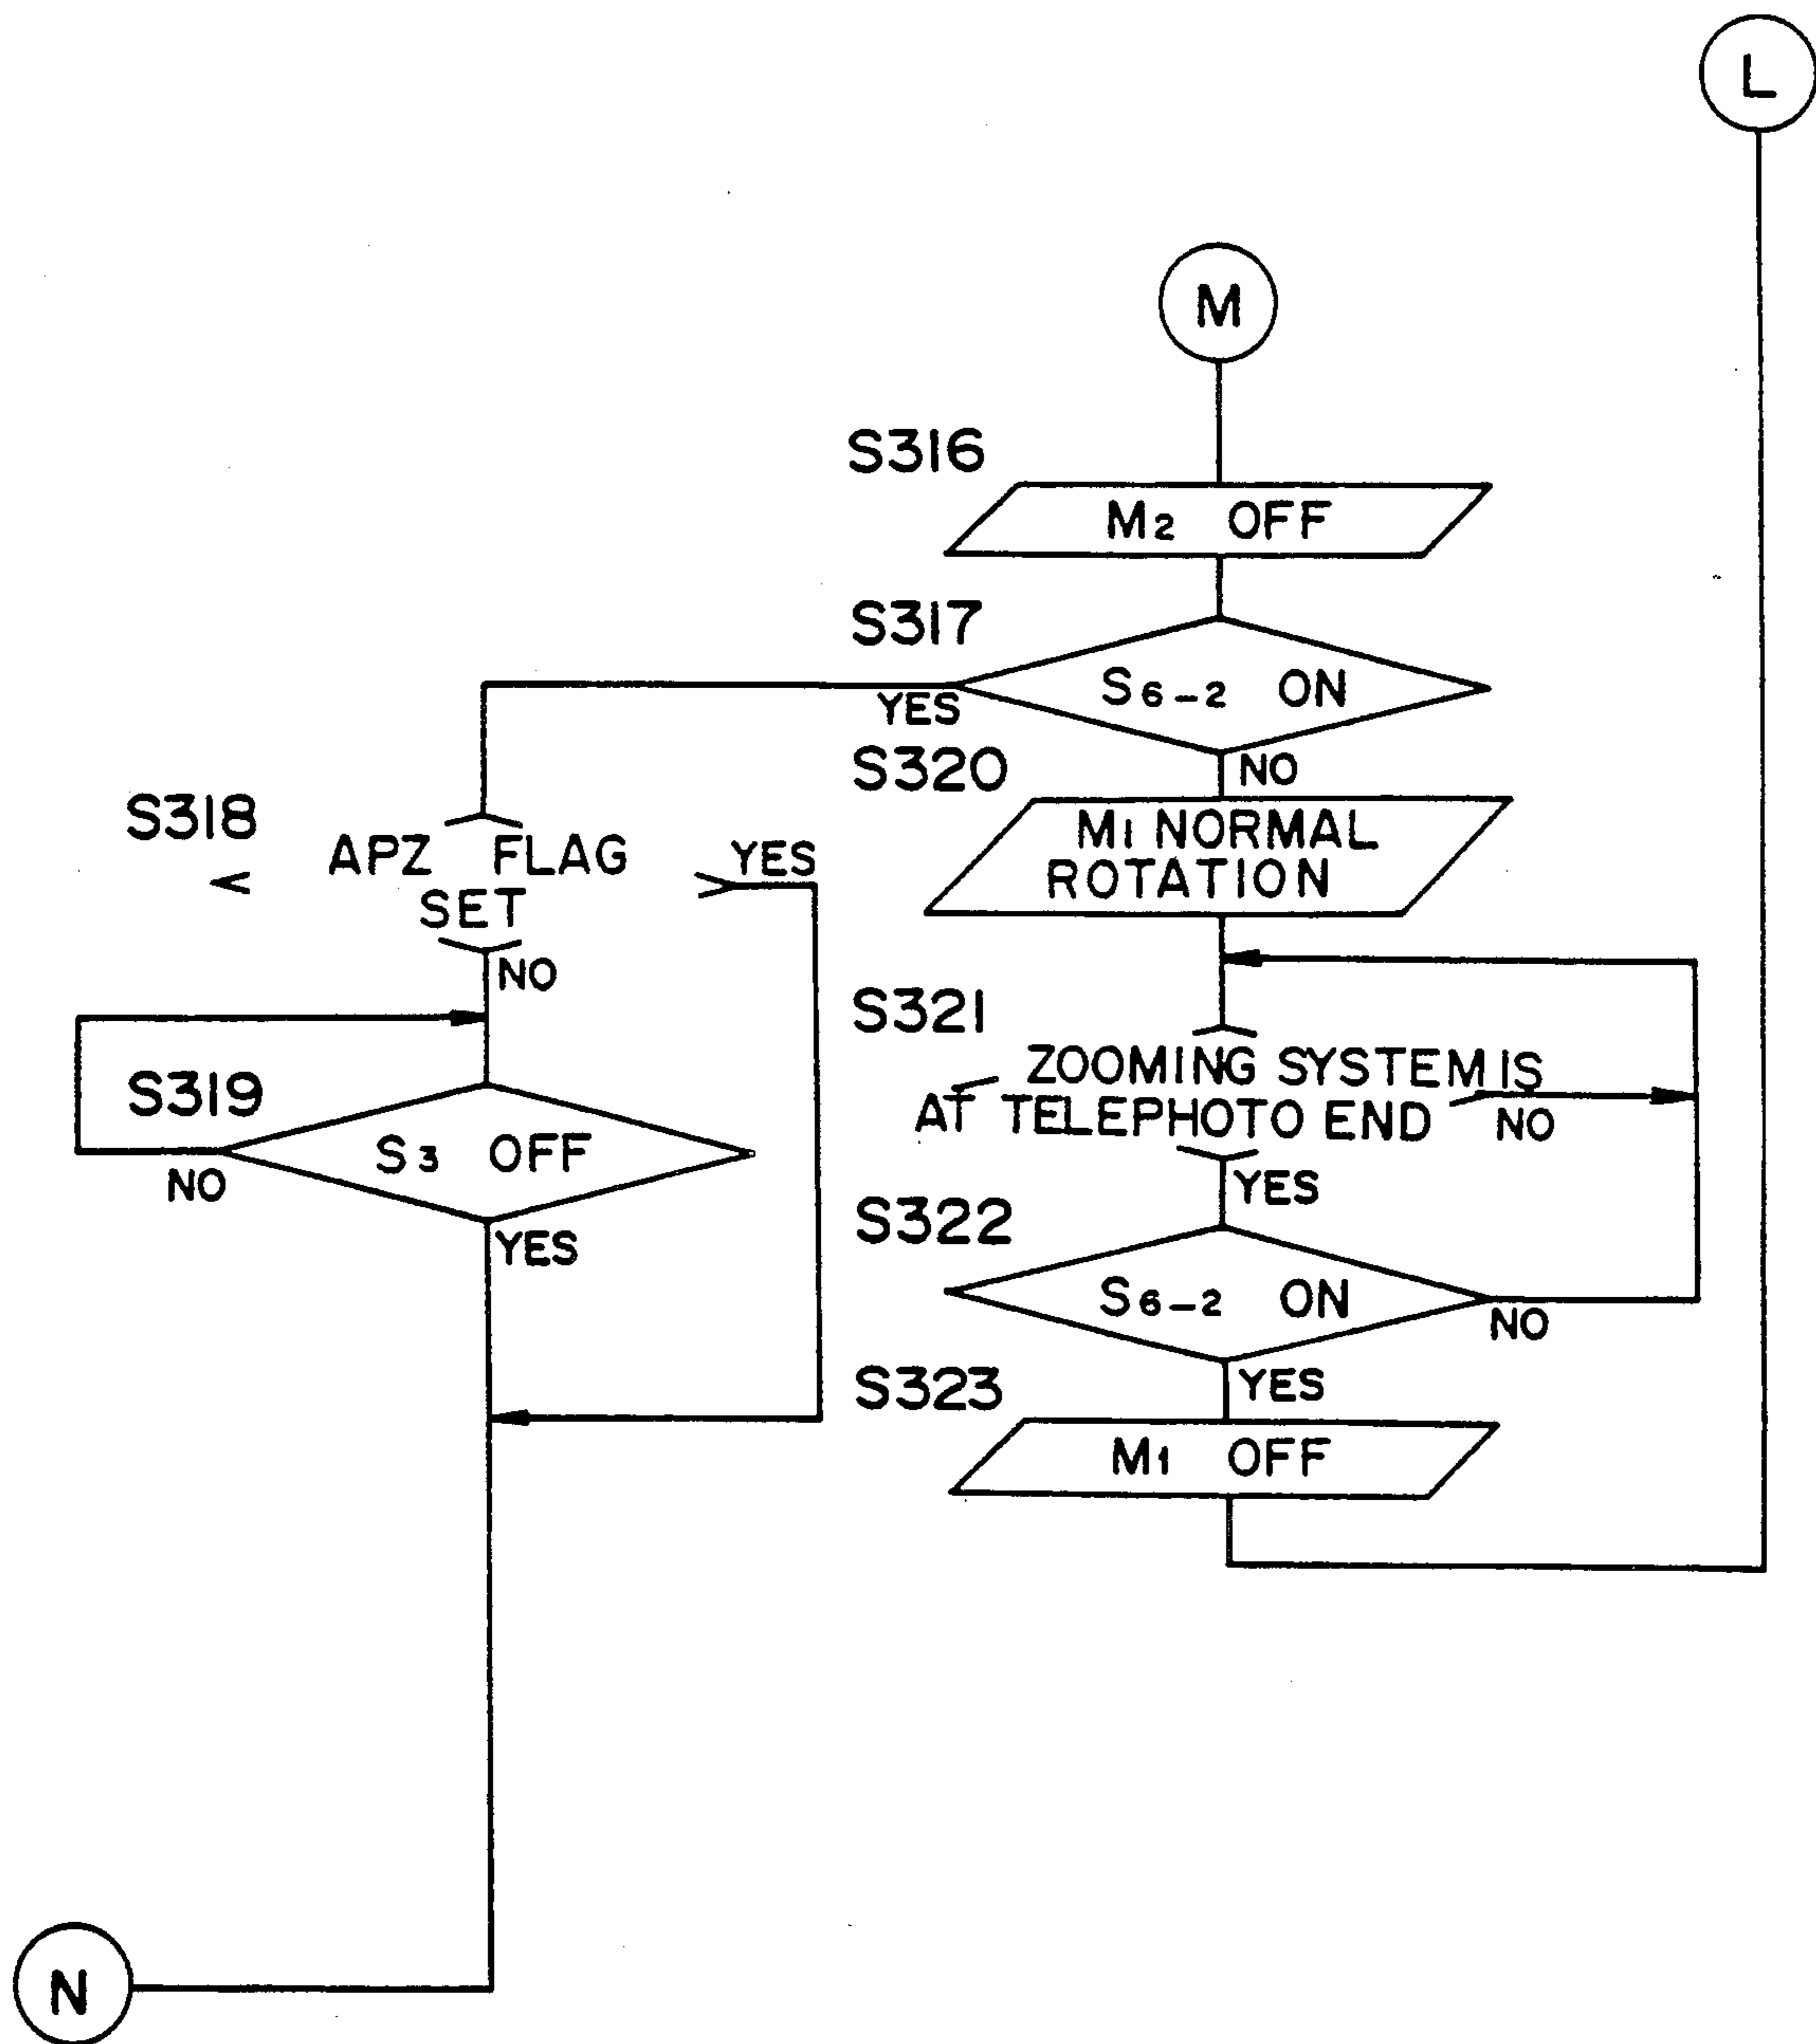 L
M
S316
M2 OFF
S317
S6-2 ON
YES
S320
NO
M1 NORMAL
ROTATION
S318
APZ FLAG
SET
YES
NO
S319
S3 OFF
NO
YES
S321
ZOOMING SYSTEM IS
AT TELEPHOTO END
NO
YES
S322
S6-2 ON
NO
S323
YES
M1 OFF
N